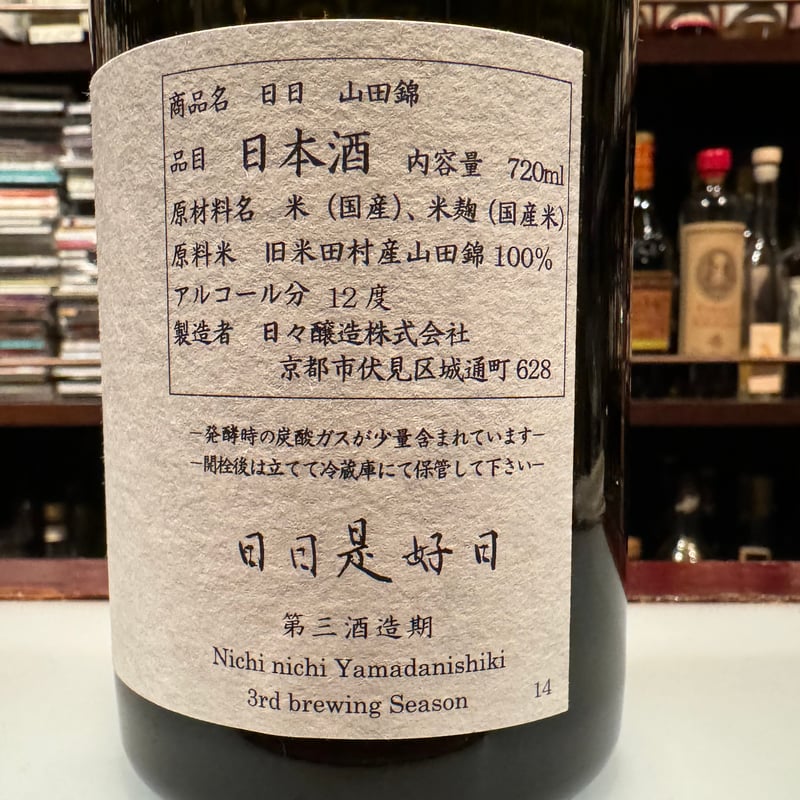 商品名 日日 山田錦
品目 日本酒 内容量 720ml
原材料名 米（国産）、米麹（国産米）
原料米 旧米田村産山田錦100%
アルコール分 12度
製造者 日々醸造株式会社
京都市伏見区城通町628
－発酵時の炭酸ガスが少量含まれています－
－開栓後は立てて冷蔵庫にて保管して下さい－
日日是好日
第三酒造期
Nichi nichi Yamadanishiki
3rd brewing Season
14